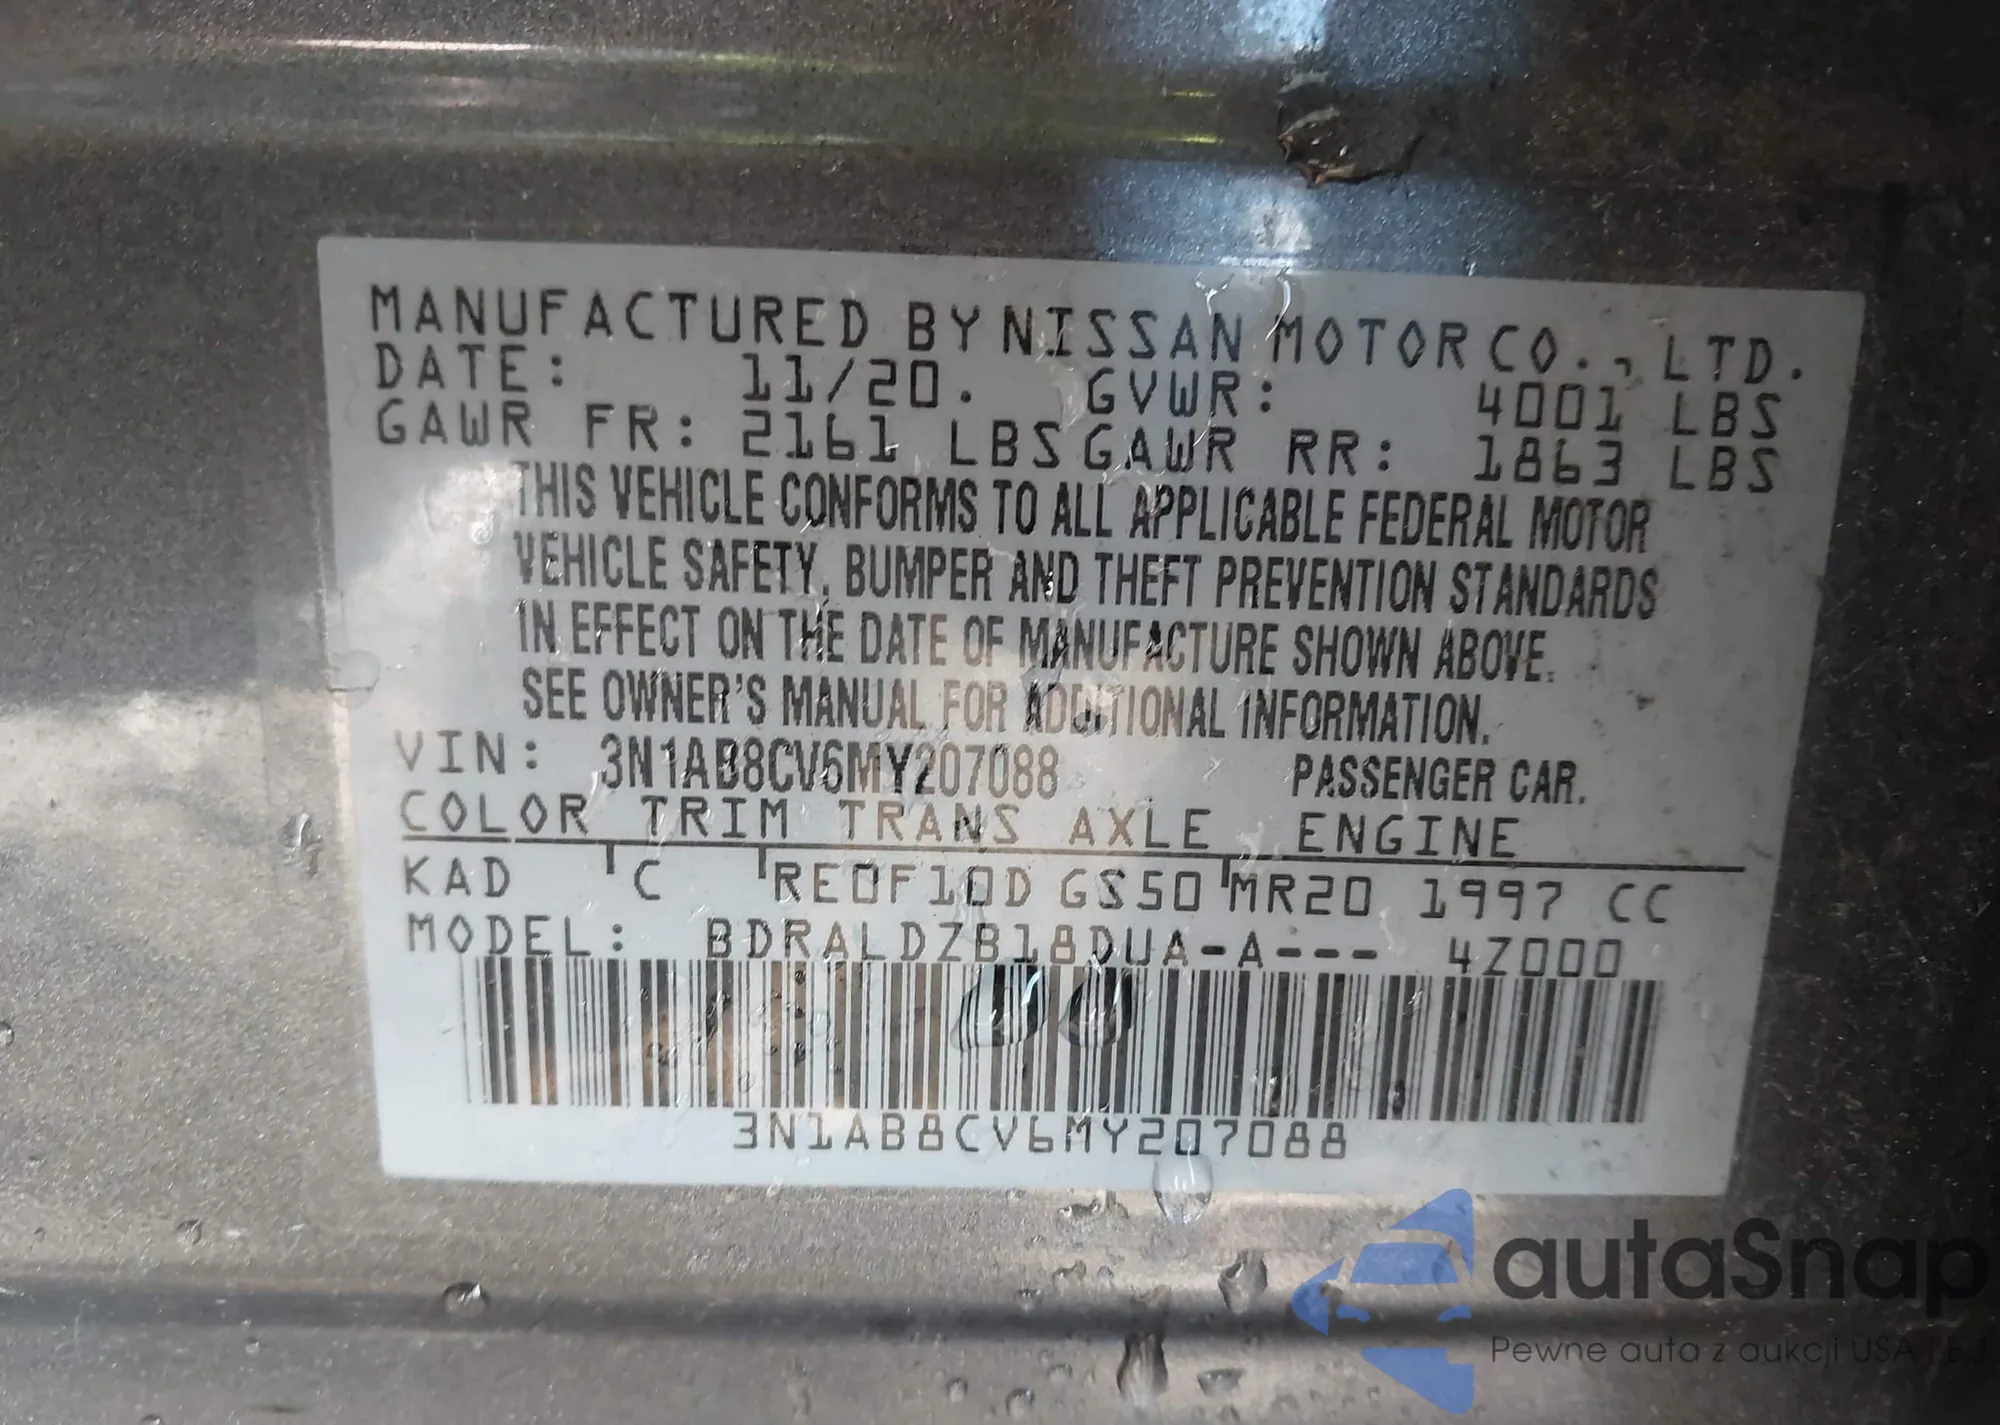 MANUFACTURED BY NISSAN MOTOR CO., LTD.
DATE: 11/20. GVWR: 4001 LBS
GAWR FR: 2161 LBS GAWR RR: 1863 LBS
THIS VEHICLE CONFORMS TO ALL APPLICABLE FEDERAL MOTOR
VEHICLE SAFETY, BUMPER AND THEFT PREVENTION STANDARDS
IN EFFECT ON THE DATE OF MANUFACTURE SHOWN ABOVE.
SEE OWNER'S MANUAL FOR ADDITIONAL INFORMATION.
VIN: 3N1AB8CV6MY207088 PASSENGER CAR.
COLOR TRIM TRANS AXLE ENGINE
KAD C RE0F10D GS50 MR20 1997 CC
MODEL: BDRALDZB18DUA-A--- 4Z000
3N1AB8CV6MY207088
autaSnap
Pewne auta z aukcji USA i EU